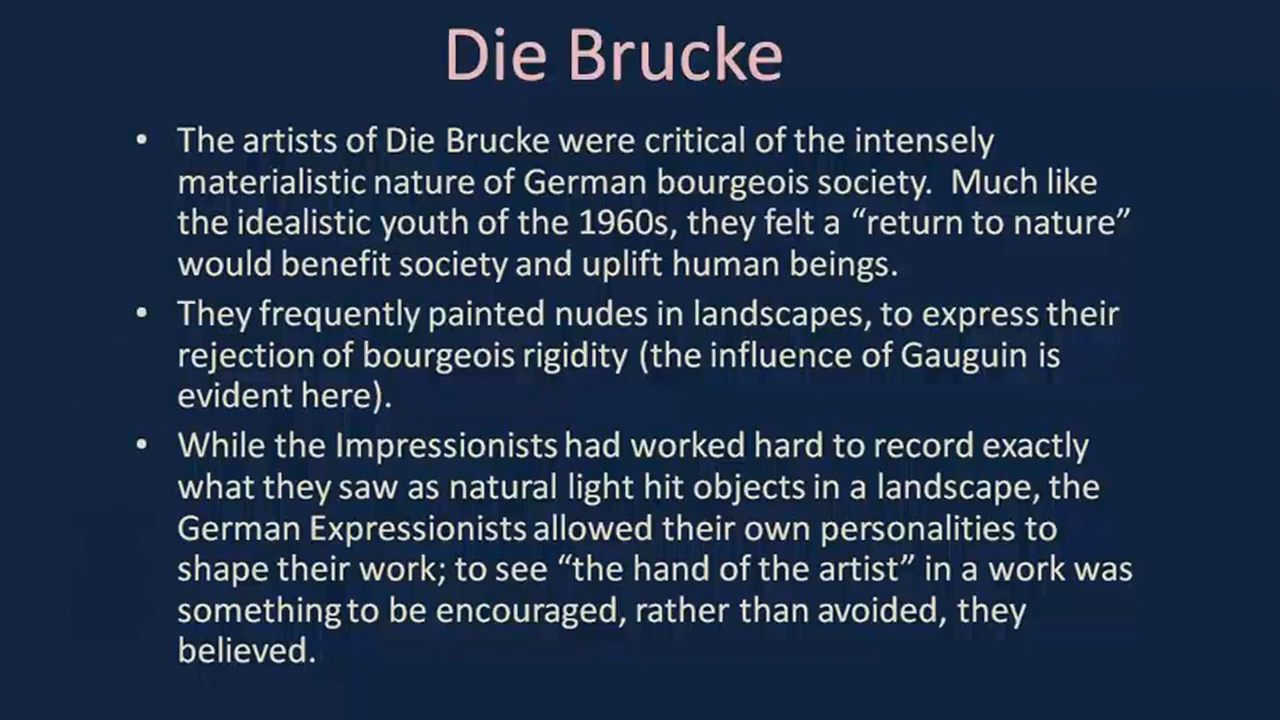 Die Brucke
• The artists of Die Brucke were critical of the intensely
materialistic nature of German bourgeois society.  Much like
the idealistic youth of the 1960s, they felt a “return to nature”
would benefit society and uplift human beings.
• They frequently painted nudes in landscapes, to express their
rejection of bourgeois rigidity (the influence of Gauguin is
evident here).
• While the Impressionists had worked hard to record exactly
what they saw as natural light hit objects in a landscape, the
German Expressionists allowed their own personalities to
shape their work; to see “the hand of the artist” in a work was
something to be encouraged, rather than avoided, they
believed.